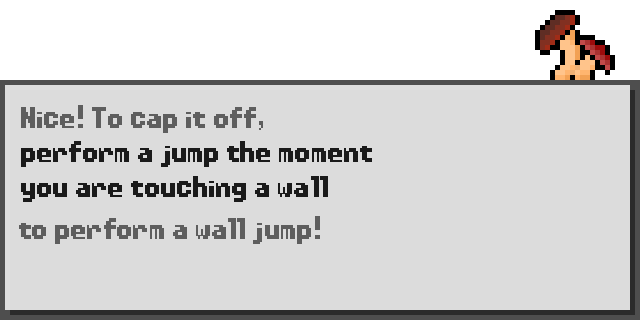 Nice! To cap it off,
perform a jump the moment
you are touching a wall
to perform a wall jump!